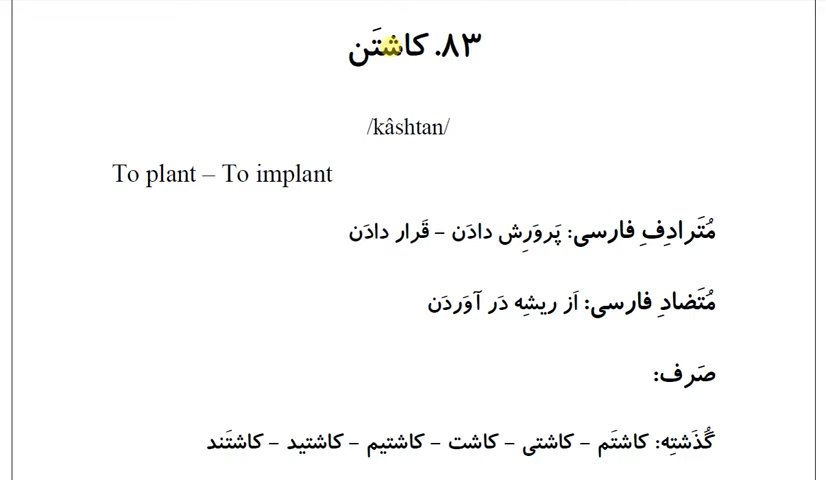 ۸۳. کاشتَن
/kâshtan/
To plant – To implant
مُتَرادِفِ فارسی: پَروَرِش دادَن – قَرار دادَن
مُتَضادِ فارسی: اَز ریشِه دَر آوَردَن
صَرف:
گُذَشتِه: کاشتَم – کاشتی – کاشت – کاشتیم – کاشتید – کاشتَند